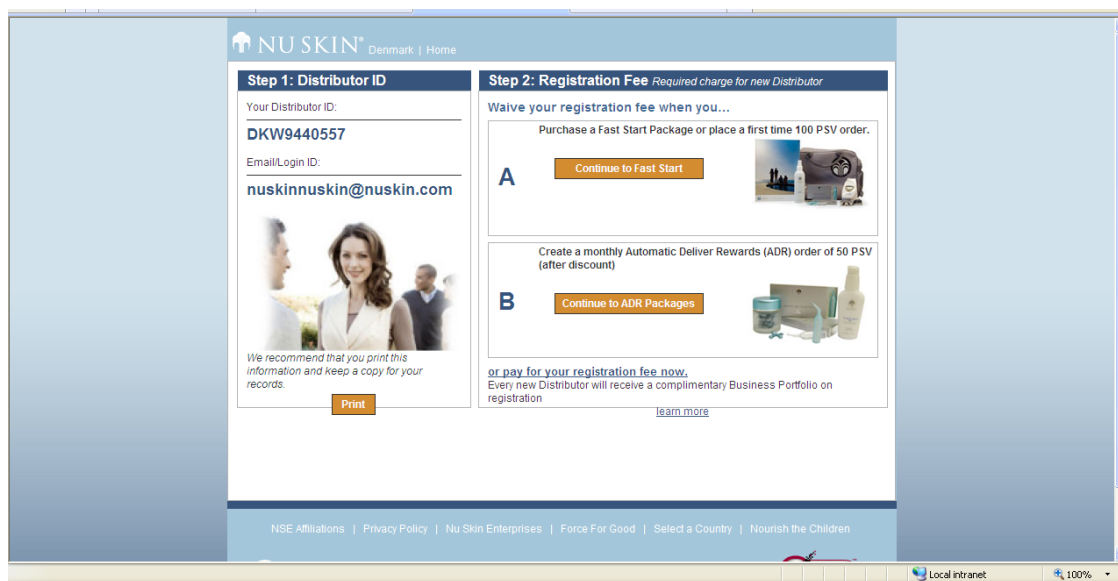 NU SKIN® Denmark | Home
Step 1: Distributor ID
Your Distributor ID:
DKW9440557
Email/Login ID:
nuskinnuskin@nuskin.com
We recommend that you print this
information and keep a copy for your
records.
Print
Step 2: Registration Fee Required charge for new Distributor
Waive your registration fee when you...
Purchase a Fast Start Package or place a first time 100 PSV order.
A
Continue to Fast Start
Create a monthly Automatic Deliver Rewards (ADR) order of 50 PSV
(after discount)
B
Continue to ADR Packages
or pay for your registration fee now.
Every new Distributor will receive a complimentary Business Portfolio on
registration
learn more
NSE Affiliations | Privacy Policy | Nu Skin Enterprises | Force For Good | Select a Country | Nourish the Children
Local intranet
100%